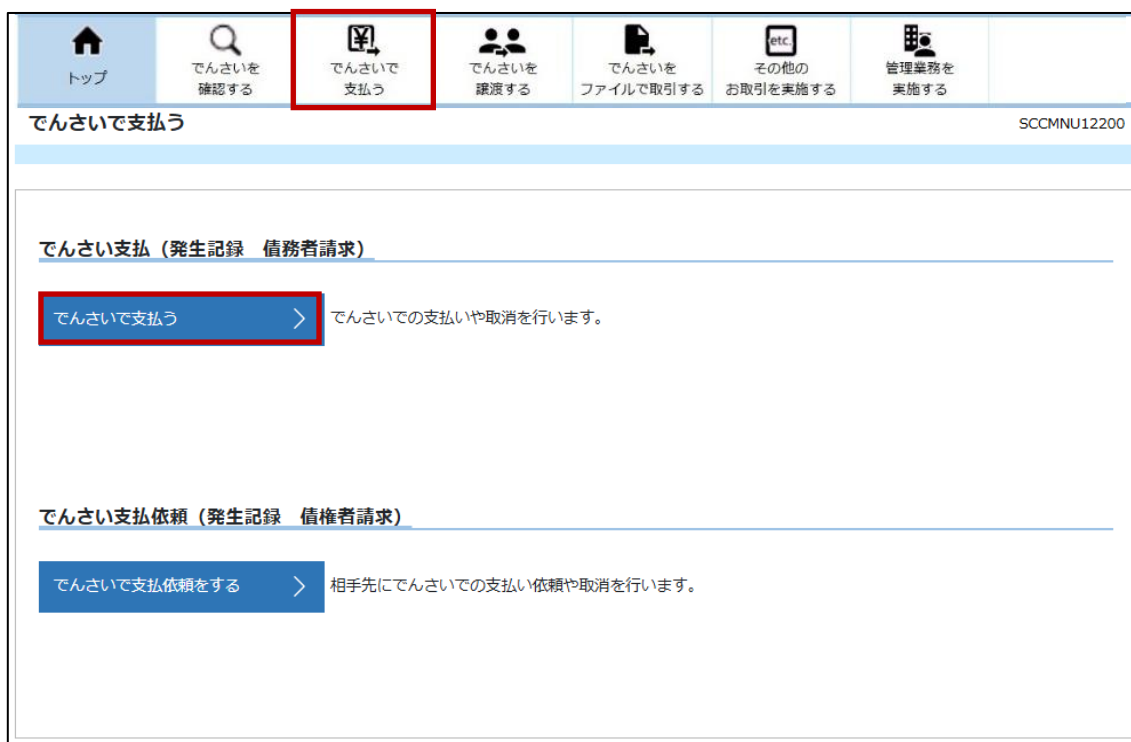 トップ
でんさいを
確認する
でんさいで
支払う
でんさいを
譲渡する
でんさいを
ファイルで取引する
etc.
その他の
お取引を実施する
管理業務を
実施する
でんさいで支払う
SCCMNU12200
でんさい支払（発生記録　債務者請求）
でんさいで支払う
でんさいでの支払いや取消を行います。
でんさい支払依頼（発生記録　債権者請求）
でんさいで支払依頼をする
相手先にでんさいでの支払い依頼や取消を行います。